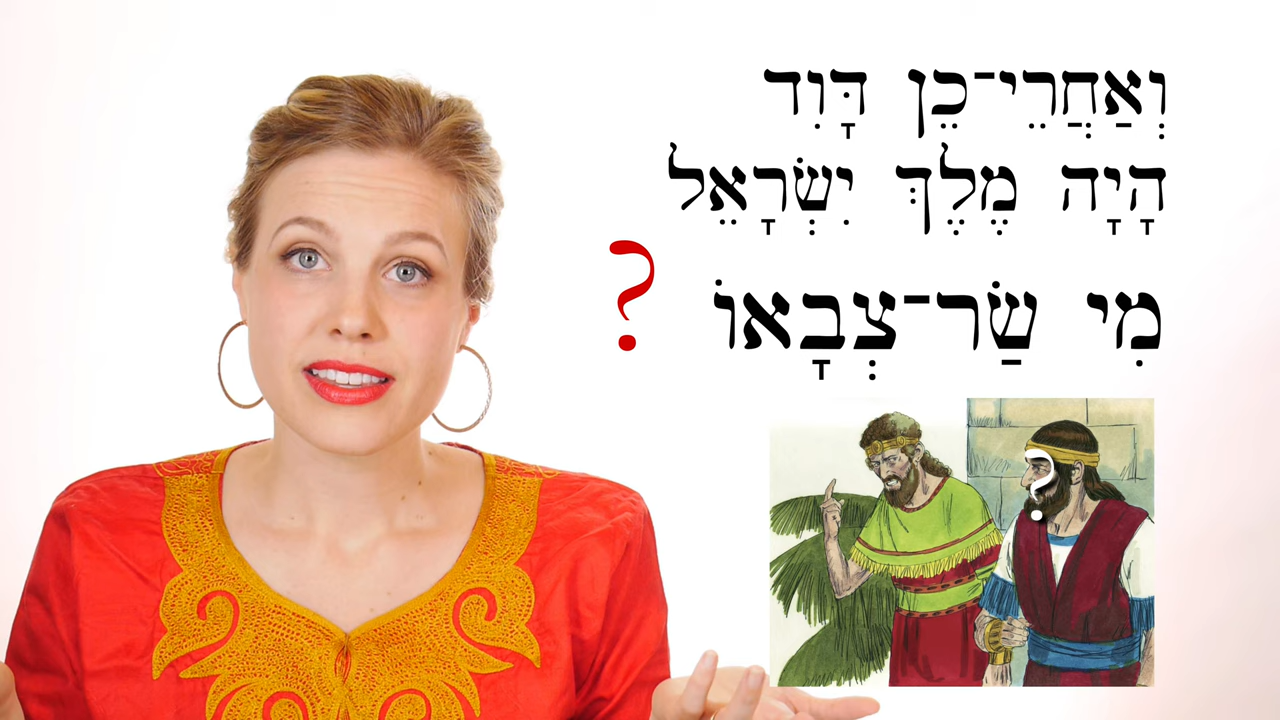 וְאַחֲרֵי־כֵן דָּוִד
הָיָה מֶלֶךְ יִשְׂרָאֵל
מִי שַׂר־צְבָאוֹ?
?